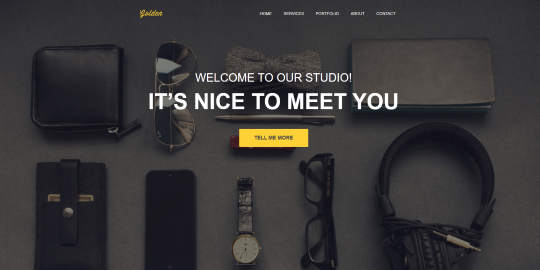 Golden
HOME SERVICES PORTFOLIO ABOUT CONTACT
WELCOME TO OUR STUDIO!
IT'S NICE TO MEET YOU
TELL ME MORE